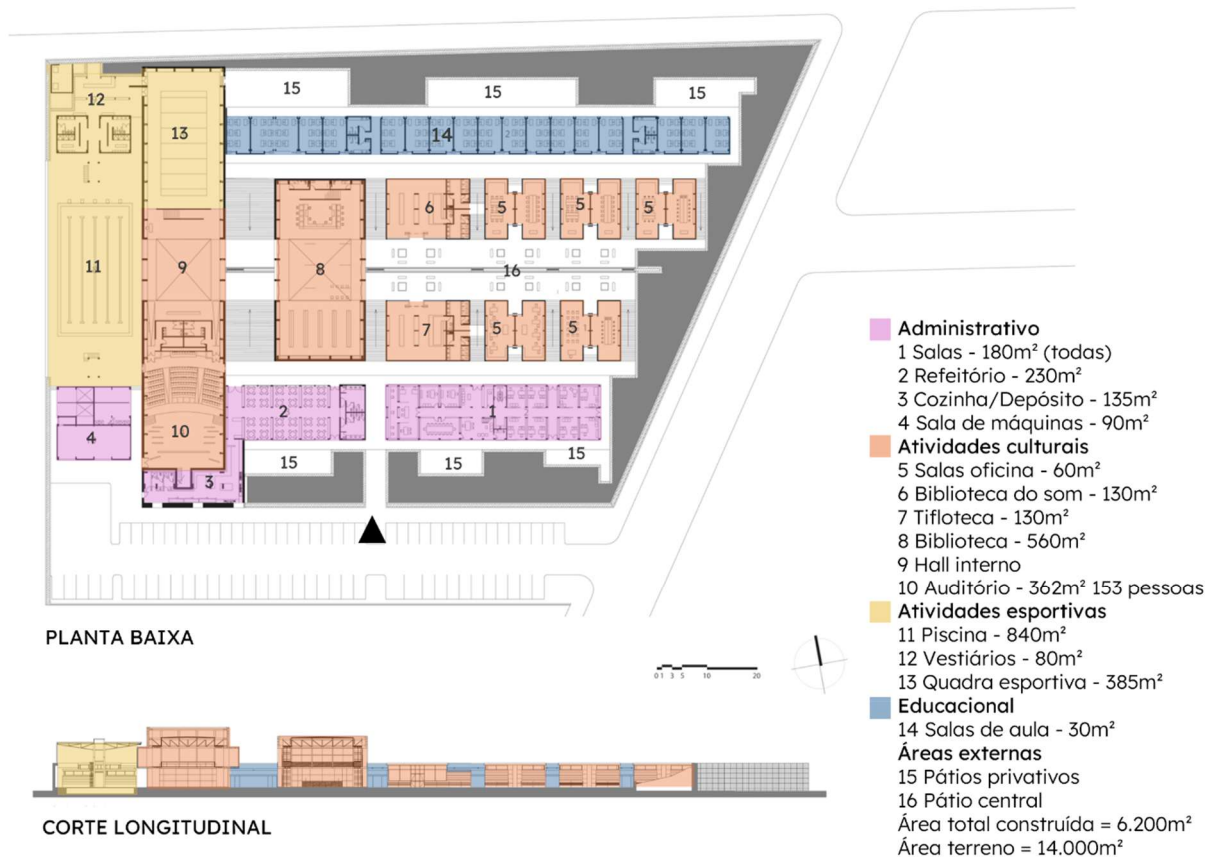 15
15
15
12
13
14
2
6
5
5
5
11
9
8
16
7
5
5
2
1
4
10
3
15
15
15
PLANTA BAIXA
0 1 3 5 10 20
CORTE LONGITUDINAL
Administrativo
1 Salas - 180m² (todas)
2 Refeitório - 230m²
3 Cozinha/Depósito - 135m²
4 Sala de máquinas - 90m²
Atividades culturais
5 Salas oficina - 60m²
6 Biblioteca do som - 130m²
7 Tifloteca - 130m²
8 Biblioteca - 560m²
9 Hall interno
10 Auditório - 362m² 153 pessoas
Atividades esportivas
11 Piscina - 840m²
12 Vestiários - 80m²
13 Quadra esportiva - 385m²
Educacional
14 Salas de aula - 30m²
Áreas externas
15 Pátios privativos
16 Pátio central
Área total construída = 6.200m²
Área terreno = 14.000m²